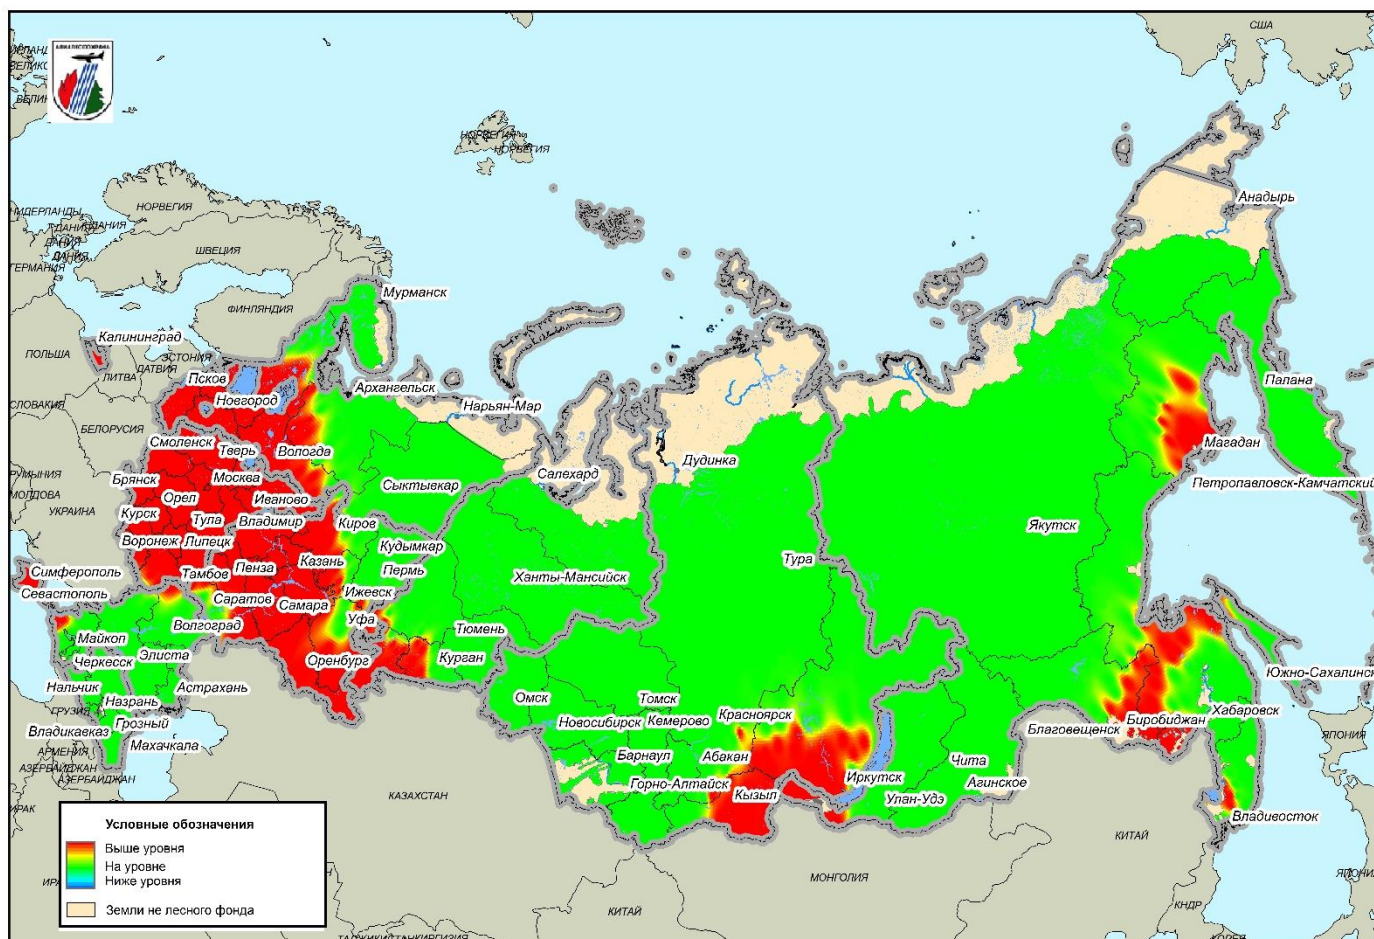 США
АВИАЛЕСООХРАНА
НОРВЕГИЯ
НОРВЕГИЯ
Анадырь
НОРВЕГИЯ
НИДЕРЛАНДЫ
ДАНИЯ
ДАНИЯ
ДАНИЯ
ДАНИЯ
ШВЕЦИЯ
ГЕРМАНИЯ
Мурманск
ФИНЛЯНДИЯ
Калининград
ПОЛЬША
ЭСТОНИЯ
ЛАТВИЯ
ЛИТВА
Псков
Новгород
Архангельск
Нарьян-Мар
Палана
СЛОВАКИЯ
БЕЛОРУСИЯ
Смоленск
Тверь
Вологда
Магадан
Дудинка
Салехард
РУМЫНИЯ
МОЛДОВА
Брянск
Москва
Сыктывкар
Петропавловск-Камчатский
Орел
Иваново
УКРАИНА
Курск
Тула
Владимир
Киров
Якутск
Воронеж
Липецк
Казань
Кудымкар
Симферополь
Тамбов
Пенза
Пермь
Ханты-Мансийск
Тура
Севастополь
Саратов
Самара
Ижевск
Волгоград
Уфа
Тюмень
Майкоп
Элиста
Оренбург
Курган
Черкесск
Южно-Сахалинск
Нальчик
Назрань
Астрахань
Омск
Томск
Хабаровск
ГРУЗИЯ
Грозный
Новосибирск
Кемерово
Красноярск
Биробиджан
Владикавказ
Благовещенск
ЯПОНИЯ
АРМЕНИЯ
Махачкала
Барнаул
Абакан
Чита
АЗЕРБАЙДЖАН
АЗЕРБАЙДЖАН
Горно-Алтайск
Иркутск
Агинское
КАЗАХСТАН
Кызыл
Улан-Удэ
ИРАК
Владивосток
КИТАЙ
Условные обозначения
Выше уровня
На уровне
Ниже уровня
Земли не лесного фонда
МОНГОЛИЯ
КИТАЙ
КНДР